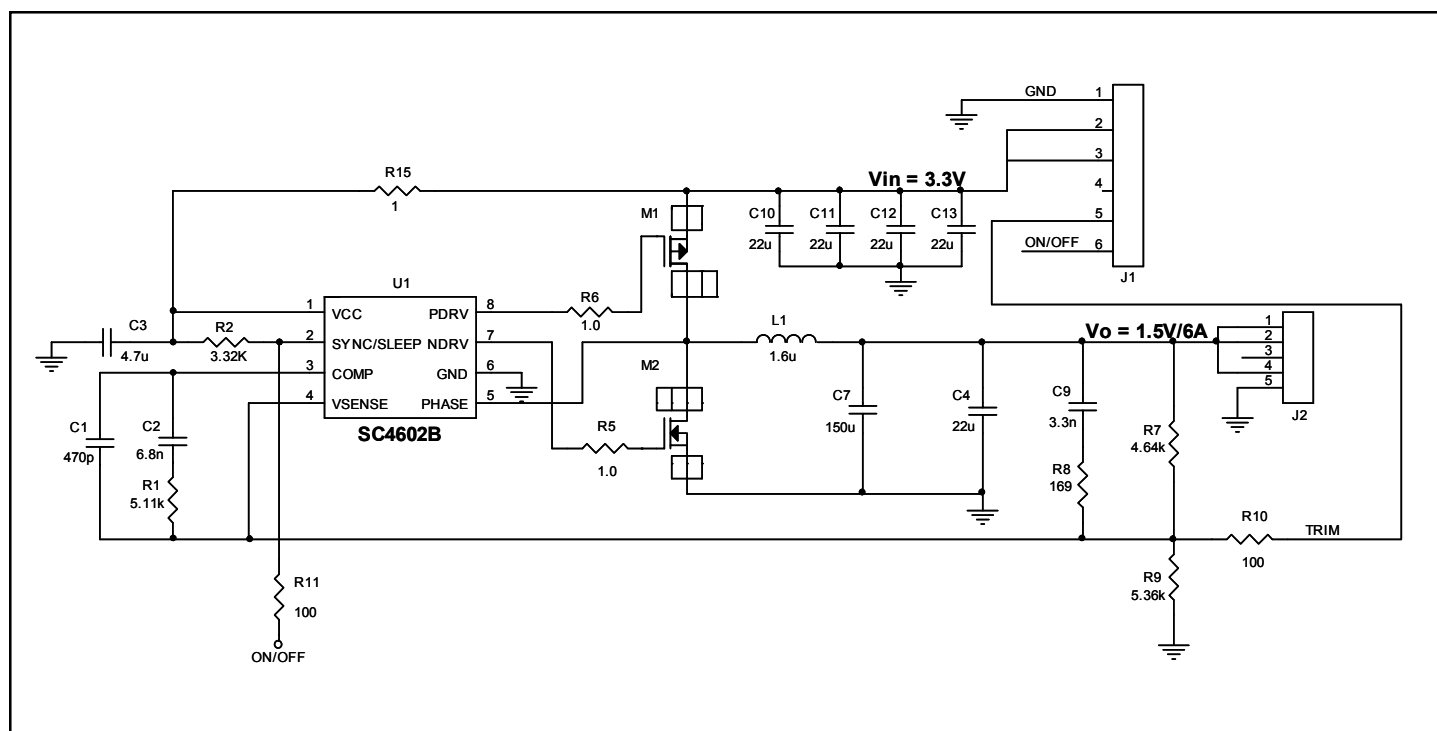 GND 1
2
3
4
5
ON/OFF 6
J1
R15
1
Vin = 3.3V
M1
C10
22u
C11
22u
C12
22u
C13
22u
U1
1 VCC
2 SYNC/SLEEP
3 COMP
4 VSENSE
PDRV 8
NDRV 7
GND 6
PHASE 5
SC4602B
R6
1.0
C3
4.7u
R2
3.32K
L1
1.6u
Vo = 1.5V/6A
1
2
3
4
5
J2
M2
C1
470p
C2
6.8n
R1
5.11k
R5
1.0
C7
150u
C4
22u
C9
3.3n
R8
169
R7
4.64k
R10
100
TRIM
R9
5.36k
R11
100
ON/OFF